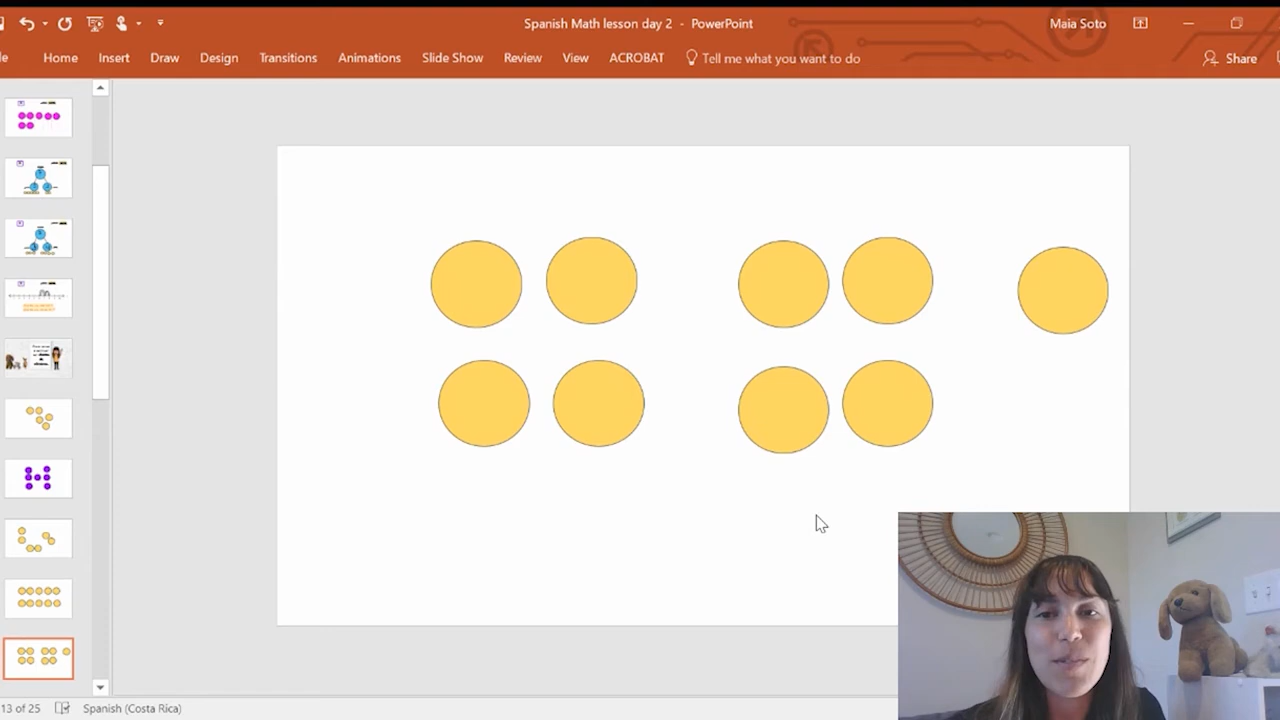 Spanish Math lesson day 2 - PowerPoint
Maia Soto
Home Insert Draw Design Transitions Animations Slide Show Review View ACROBAT Tell me what you want to do Share
13 of 25 Spanish (Costa Rica)